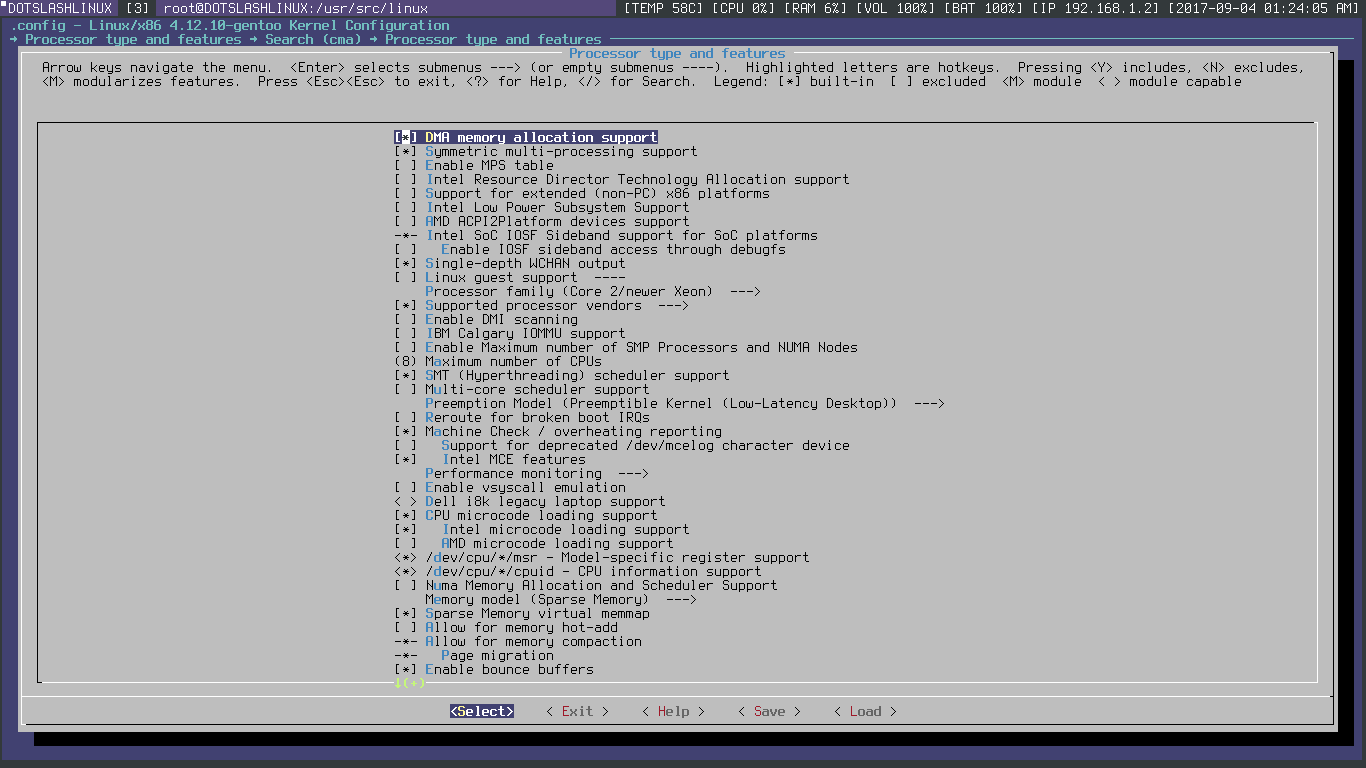 DOTSLASHLINUX [3] root@DOTSLASHLINUX:/usr/src/linux [TEMP 58C] [CPU 0%] [RAM 6%] [VOL 100%] [BAT 100%] [IP 192.168.1.2] [2017-09-04 01:24:05 AM]
.config - Linux/x86 4.12.10-gentoo Kernel Configuration
→ Processor type and features → Search (cma) → Processor type and features
Processor type and features
Arrow keys navigate the menu. <Enter> selects submenus ---> (or empty submenus ----). Highlighted letters are hotkeys. Pressing <Y> includes, <N> excludes,
<M> modularizes features. Press <Esc><Esc> to exit, <?> for Help, </> for Search. Legend: [*] built-in [ ] excluded <M> module < > module capable
[*] DMA memory allocation support
[*] Symmetric multi-processing support
[ ] Enable MPS table
[ ] Intel Resource Director Technology Allocation support
[ ] Support for extended (non-PC) x86 platforms
[ ] Intel Low Power Subsystem Support
[ ] AMD ACPI2Platform devices support
-*- Intel SoC IOSF Sideband support for SoC platforms
[ ]   Enable IOSF sideband access through debugfs
[*] Single-depth WCHAN output
[ ] Linux guest support  ----
Processor family (Core 2/newer Xeon)  --->
[*] Supported processor vendors  --->
[ ] Enable DMI scanning
[ ] IBM Calgary IOMMU support
[ ] Enable Maximum number of SMP Processors and NUMA Nodes
(8) Maximum number of CPUs
[*] SMT (Hyperthreading) scheduler support
[ ] Multi-core scheduler support
Preemption Model (Preemptible Kernel (Low-Latency Desktop))  --->
[ ] Reroute for broken boot IRQs
[*] Machine Check / overheating reporting
[ ]   Support for deprecated /dev/mcelog character device
[*]   Intel MCE features
Performance monitoring  --->
[ ] Enable vsyscall emulation
< > Dell i8k legacy laptop support
[*] CPU microcode loading support
[*]   Intel microcode loading support
[ ]   AMD microcode loading support
<*> /dev/cpu/*/msr - Model-specific register support
<*> /dev/cpu/*/cpuid - CPU information support
[ ] Numa Memory Allocation and Scheduler Support
Memory model (Sparse Memory)  --->
[*] Sparse Memory virtual memmap
[ ] Allow for memory hot-add
-*- Allow for memory compaction
-*-   Page migration
[*] Enable bounce buffers
↓(+)
<Select> < Exit > < Help > < Save > < Load >